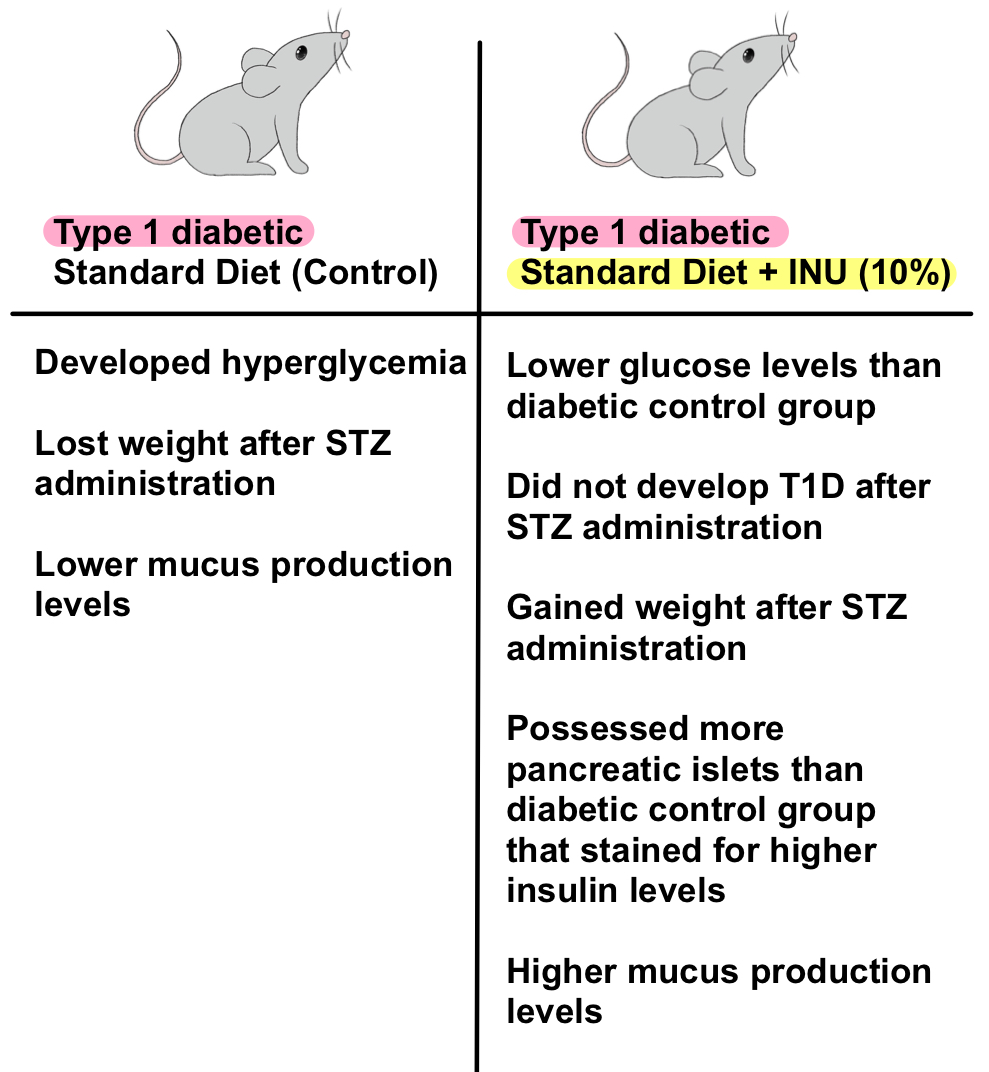 Type 1 diabetic
Standard Diet (Control)
Developed hyperglycemia
Lost weight after STZ
administration
Lower mucus production
levels
Type 1 diabetic
Standard Diet + INU (10%)
Lower glucose levels than
diabetic control group
Did not develop T1D after
STZ administration
Gained weight after STZ
administration
Possessed more
pancreatic islets than
diabetic control group
that stained for higher
insulin levels
Higher mucus production
levels